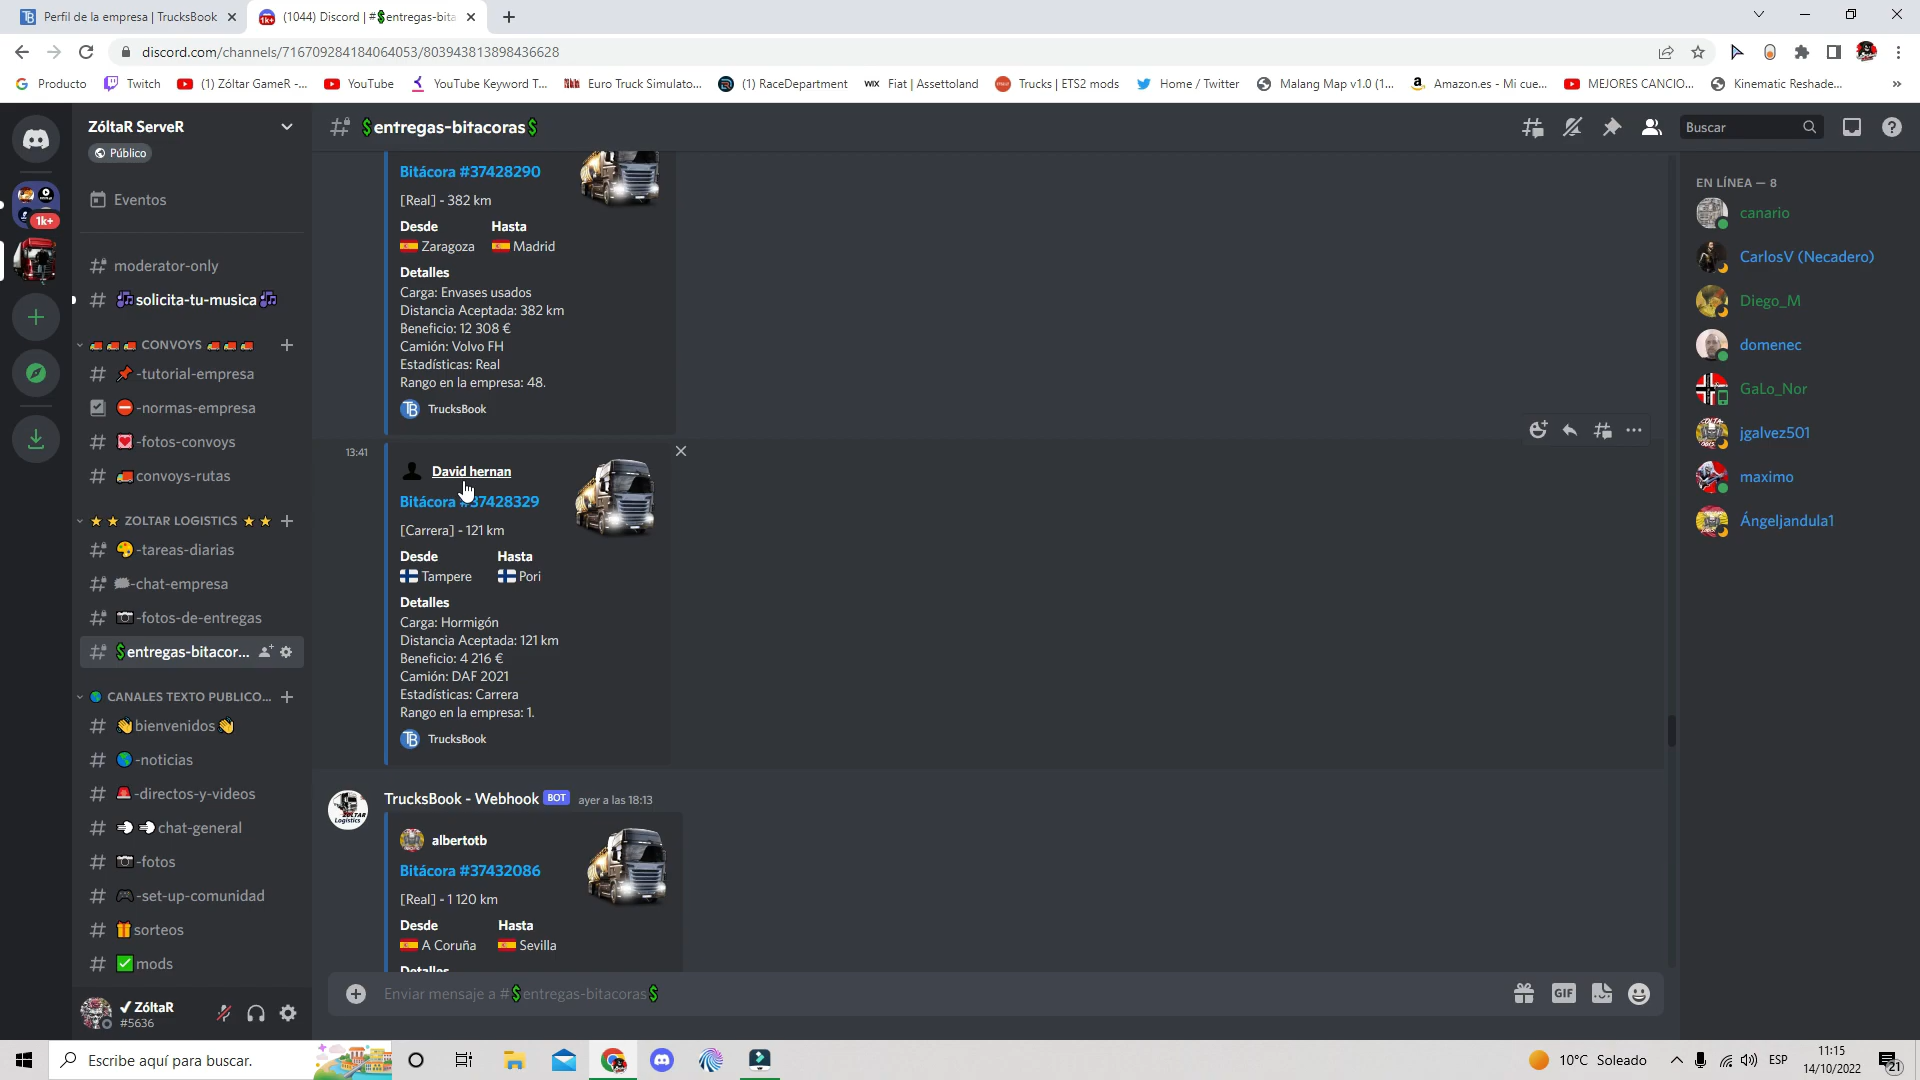 Perfil de la empresa | TrucksBook
(1044) Discord | #$entregas-bita
discord.com/channels/716709284184064053/803943813898436628
Producto
Twitch
(1) Zóltar GameR -...
YouTube
YouTube Keyword T...
Euro Truck Simulato...
(1) RaceDepartment
Fiat | Assettoland
Trucks | ETS2 mods
Home / Twitter
Malang Map v1.0 (1...
Amazon.es - Mi cue...
MEJORES CANCIO...
Kinematic Reshade...
ZóltaR ServeR
Público
Eventos
1k+
moderator-only
solicita-tu-musica
CONVOYS
-tutorial-empresa
-normas-empresa
-fotos-convoys
convoys-rutas
ZOLTAR LOGISTICS
-tareas-diarias
-chat-empresa
-fotos-de-entregas
$entregas-bitacor...
CANALES TEXTO PUBLICO...
bienvenidos
-noticias
-directos-y-videos
chat-general
-fotos
-set-up-comunidad
sorteos
mods
ZóltaR
#5636
$entregas-bitacoras$
Buscar
Bitácora #37428290
[Real] - 382 km
Desde Hasta
Zaragoza Madrid
Detalles
Carga: Envases usados
Distancia Aceptada: 382 km
Beneficio: 12 308 €
Camión: Volvo FH
Estadísticas: Real
Rango en la empresa: 48.
TrucksBook
13:41
David hernan
Bitácora #37428329
[Carrera] - 121 km
Desde Hasta
Tampere Pori
Detalles
Carga: Hormigón
Distancia Aceptada: 121 km
Beneficio: 4 216 €
Camión: DAF 2021
Estadísticas: Carrera
Rango en la empresa: 1.
TrucksBook
TrucksBook - Webhook BOT ayer a las 18:13
albertotb
Bitácora #37432086
[Real] - 1 120 km
Desde Hasta
A Coruña Sevilla
Detalles
Enviar mensaje a #$entregas-bitacoras$
GIF
EN LÍNEA — 8
canario
CarlosV (Necadero)
Diego_M
domenec
GaLo_Nor
jgalvez501
maximo
Ángeljandula1
Escribe aquí para buscar.
10°C Soleado
ESP
11:15
14/10/2022
21